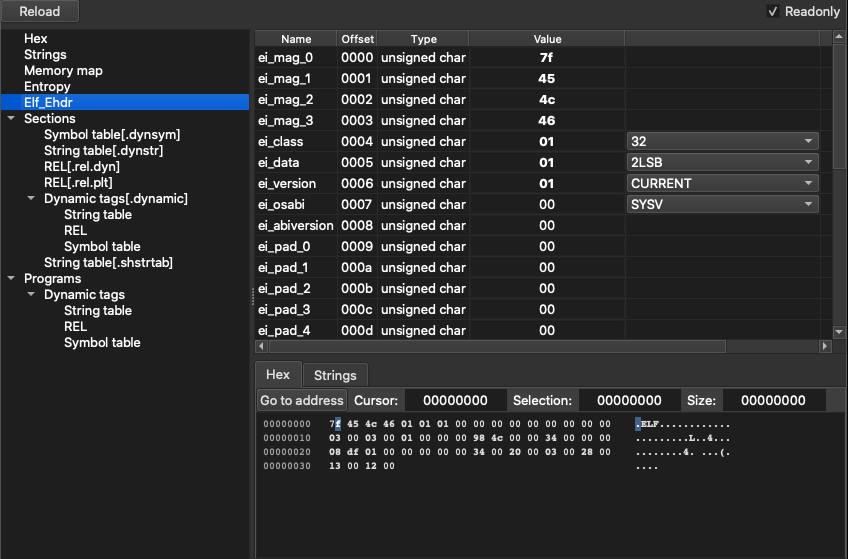 Reload
Readonly
Hex
Strings
Memory map
Entropy
Elf_Ehdr
Sections
Symbol table[.dynsym]
String table[.dynstr]
REL[.rel.dyn]
REL[.rel.plt]
Dynamic tags[.dynamic]
String table
REL
Symbol table
String table[.shstrtab]
Programs
Dynamic tags
String table
REL
Symbol table
Name Offset Type Value
ei_mag_0 0000 unsigned char 7f
ei_mag_1 0001 unsigned char 45
ei_mag_2 0002 unsigned char 4c
ei_mag_3 0003 unsigned char 46
ei_class 0004 unsigned char 01 32
ei_data 0005 unsigned char 01 2LSB
ei_version 0006 unsigned char 01 CURRENT
ei_osabi 0007 unsigned char 00 SYSV
ei_abiversion 0008 unsigned char 00
ei_pad_0 0009 unsigned char 00
ei_pad_1 000a unsigned char 00
ei_pad_2 000b unsigned char 00
ei_pad_3 000c unsigned char 00
ei_pad_4 000d unsigned char 00
Hex Strings
Go to address Cursor: 00000000 Selection: 00000000 Size: 00000000
00000000 7f 45 4c 46 01 01 01 00 00 00 00 00 00 00 00 00 .ELF............
00000010 03 00 03 00 01 00 00 00 98 4c 00 00 34 00 00 00 .........L..4...
00000020 08 df 01 00 00 00 00 00 34 00 20 00 03 00 28 00 ........4. ...(.
00000030 13 00 12 00 ....